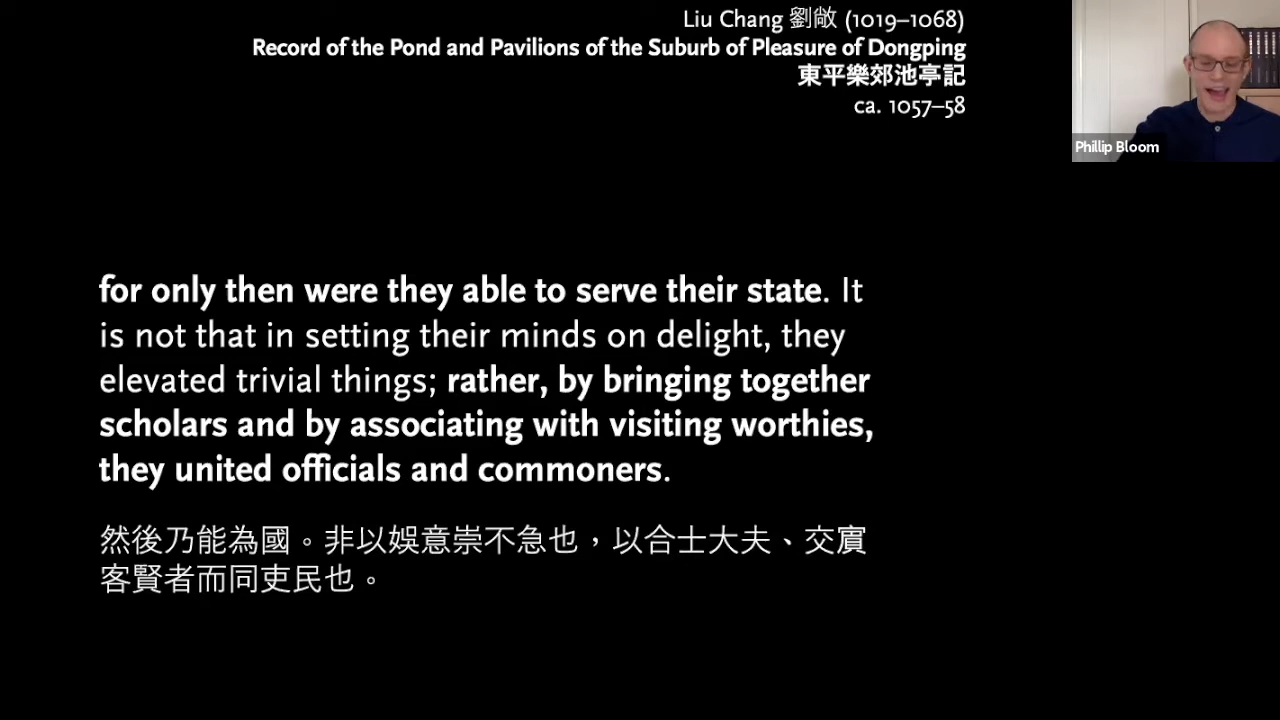 Liu Chang 劉敞 (1019–1068)
Record of the Pond and Pavilions of the Suburb of Pleasure of Dongping
東平樂郊池亭記
ca. 1057–58
Phillip Bloom
for only then were they able to serve their state. It
is not that in setting their minds on delight, they
elevated trivial things; rather, by bringing together
scholars and by associating with visiting worthies,
they united officials and commoners.
然後乃能為國。非以娛意崇不急也，以合士大夫、交賔
客賢者而同吏民也。